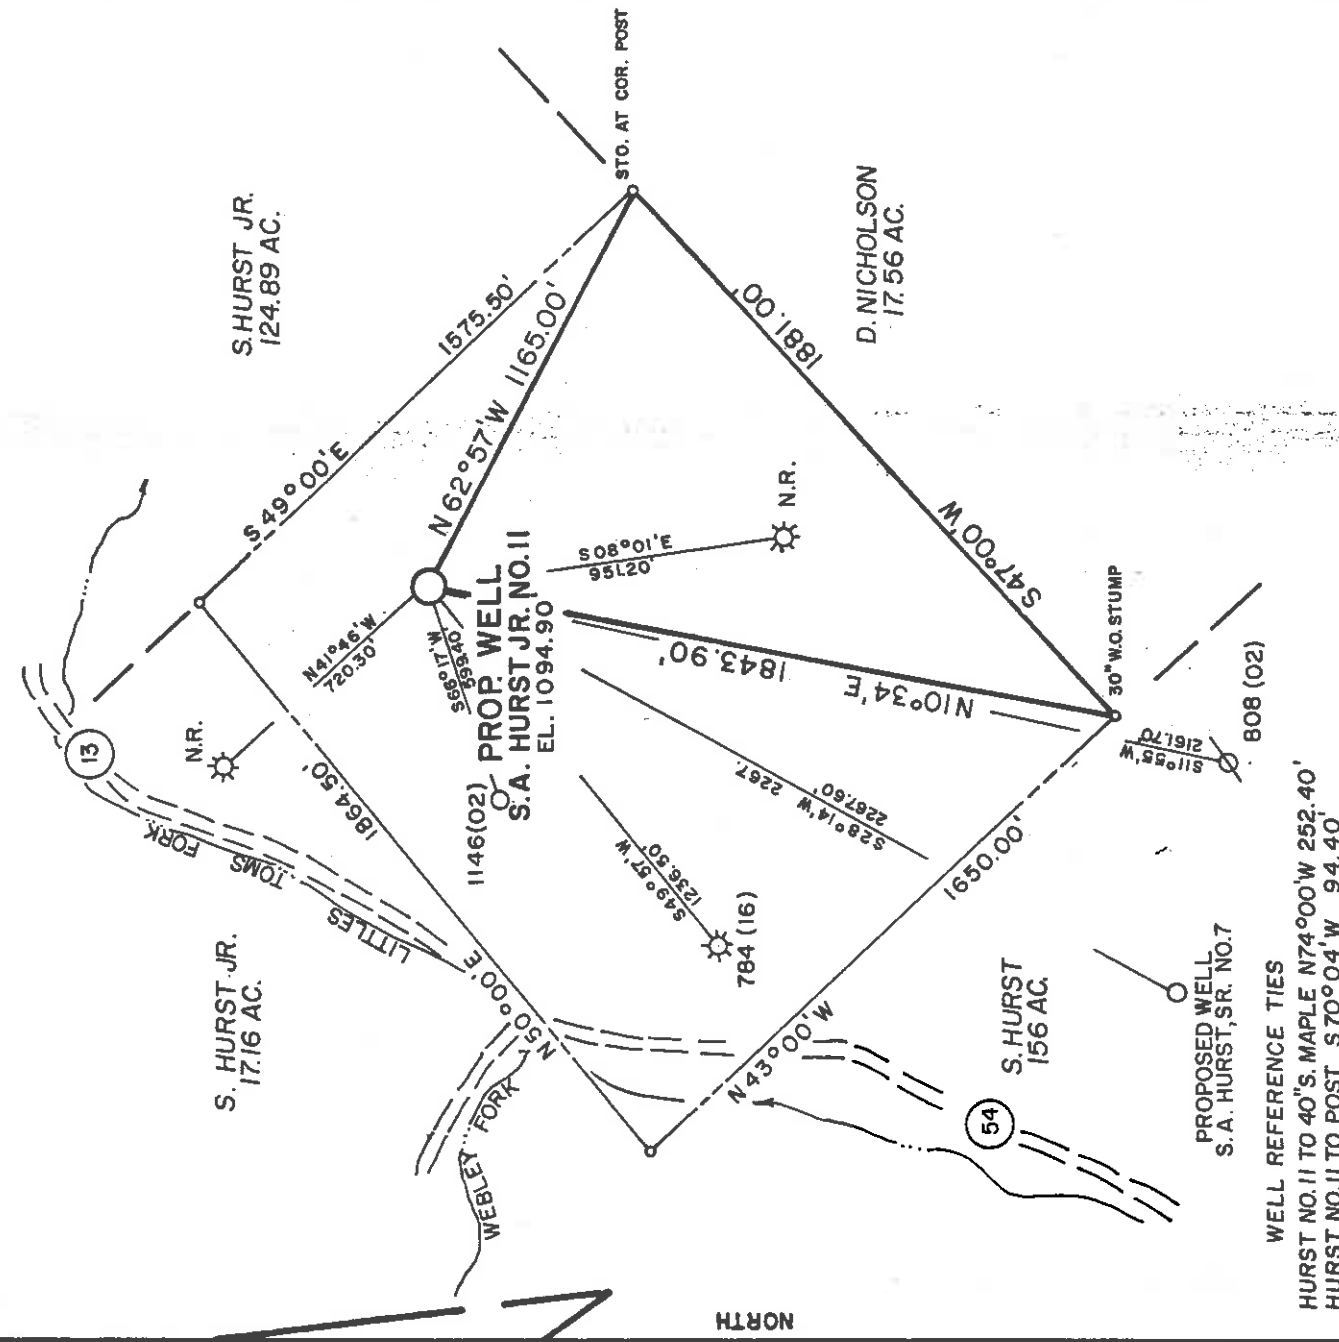 STO. AT COR. POST
S. HURST JR.
124.89 AC.
S 49°00' E
1575.50'
N 62°57' W 1165.00'
D. NICHOLSON
17.56 AC.
1881.00'
S47°00' W
13
N.R.
N41°46' W
720.30'
S66°17' W
599.40'
PROP. WELL
S.A. HURST JR. NO. 11
EL. 1094.90'
S 08°01' E
951.20'
N.R.
1146(02)
1864.50'
N 50°00' E
LITTLES TOMS FORK
S. HURST JR.
17.16 AC.
1843.90'
N10°34' E
S28°14' W 2267.
2267.60'
S49°57' W
1236.50'
784 (16)
30" W.O. STUMP
S11°55' W
2161.70'
808 (02)
1650.00'
N 43°00' W
WEBLEY FORK
S. HURST
156 AC.
54
PROPOSED WELL
S.A. HURST, SR. NO. 7
NORTH
WELL REFERENCE TIES
HURST NO. 11 TO 40" S. MAPLE N74°00' W 252.40'
HURST NO. 11 TO POST S70°04' W 94.40'